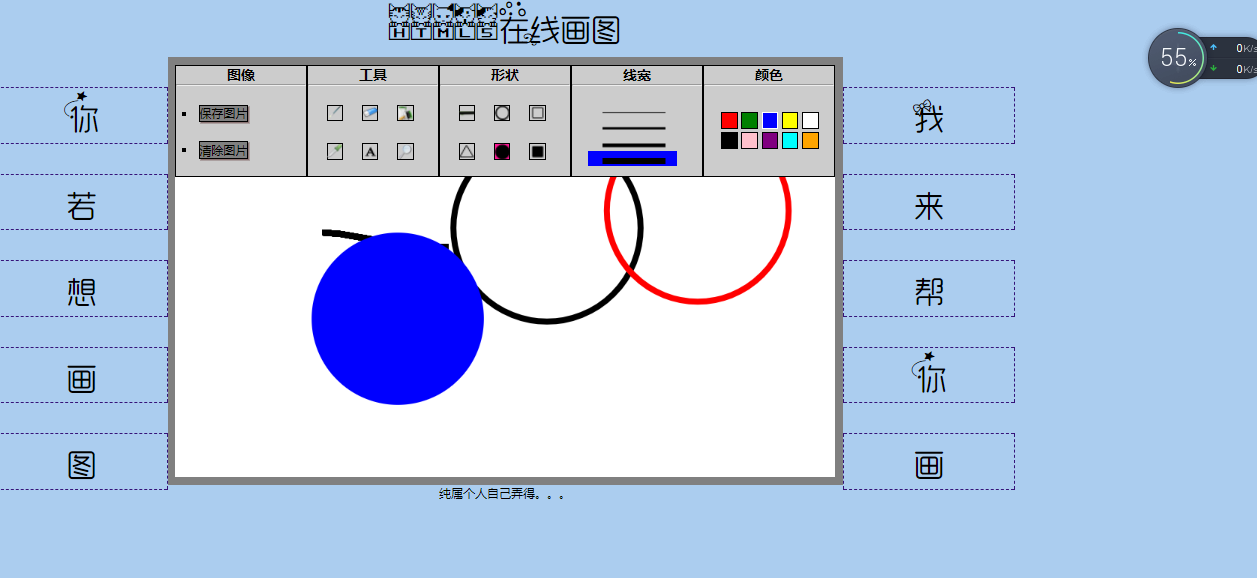 HTML5在线画图
55%
0K/s
0K/s
图像 工具 形状 线宽 颜色
保存图片
清除图片
A
你
若
想
画
图
我
来
帮
你
画
纯属个人自己弄得。。。